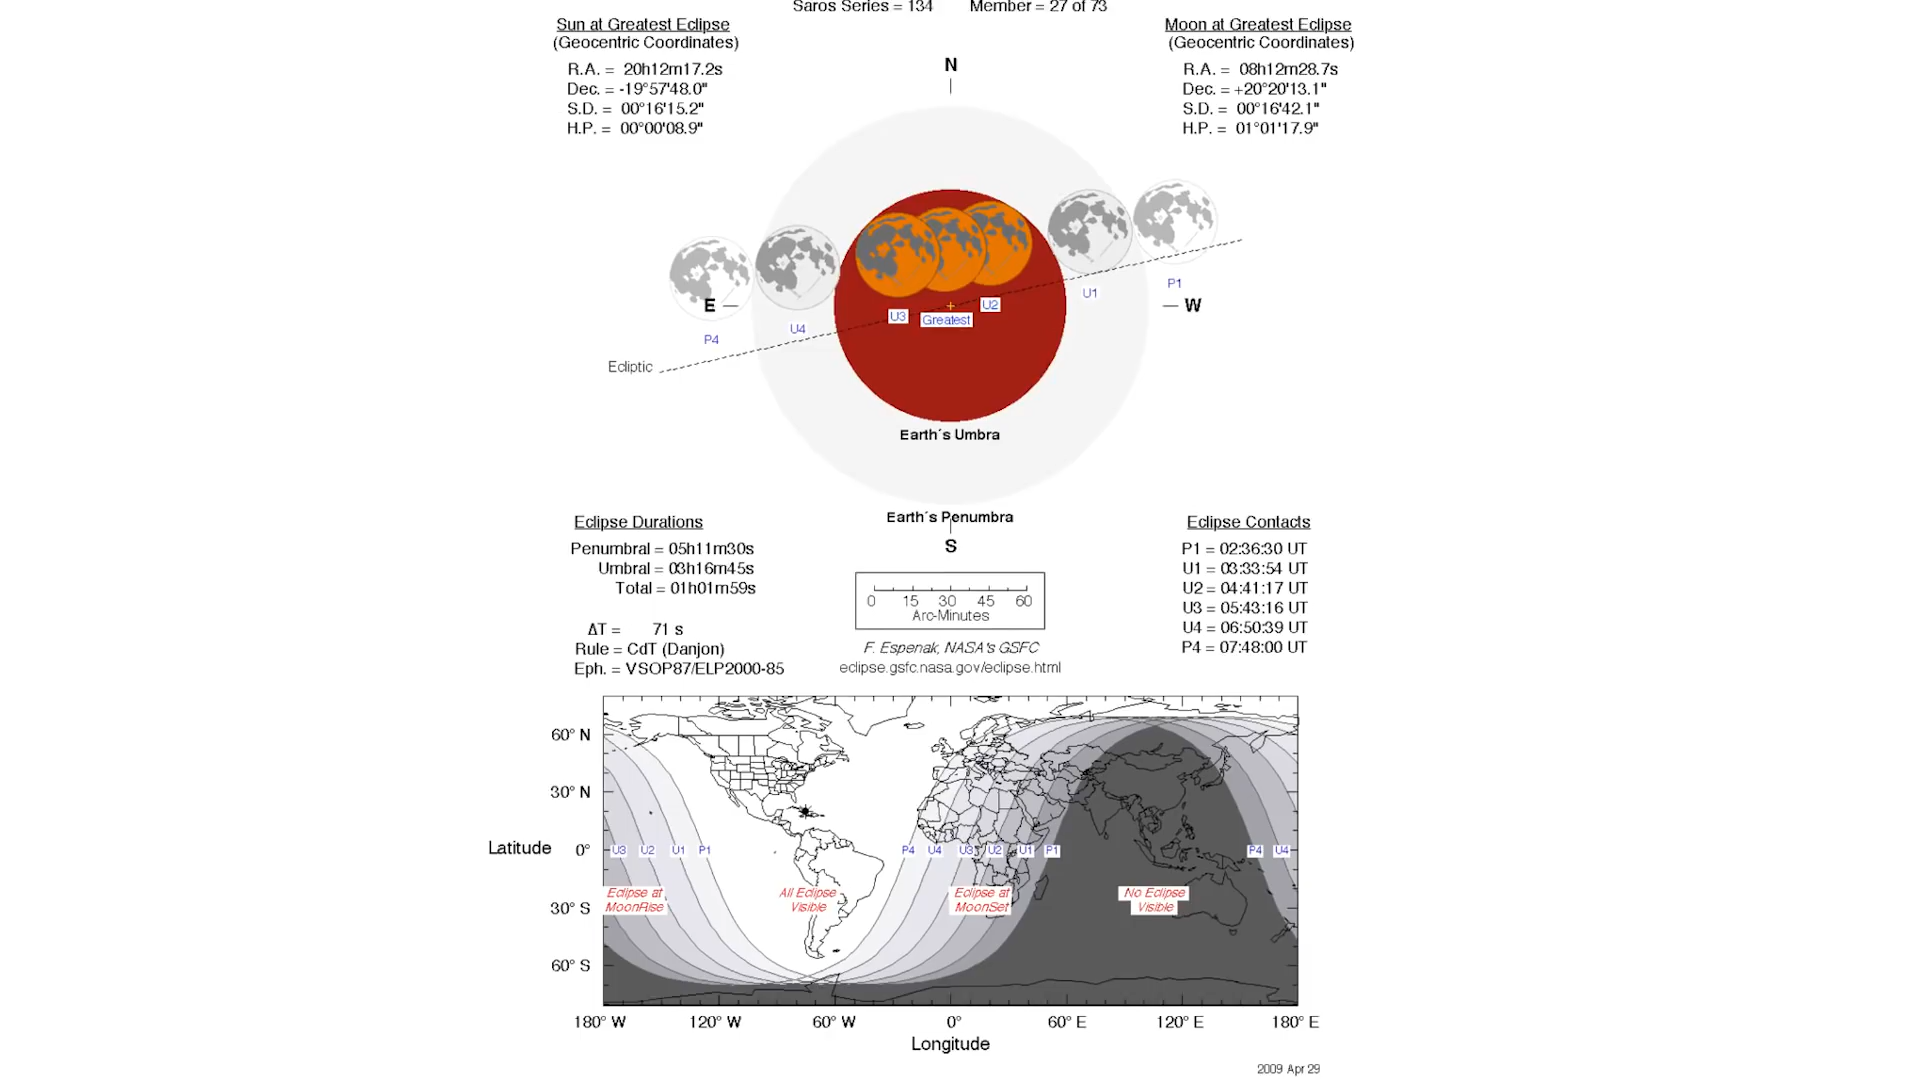 Saros Series = 134 Member = 27 of 73
Sun at Greatest Eclipse
(Geocentric Coordinates)
R.A. = 20h12m17.2s
Dec. = -19°57'48.0"
S.D. = 00°16'15.2"
H.P. = 00°00'08.9"
Moon at Greatest Eclipse
(Geocentric Coordinates)
R.A. = 08h12m28.7s
Dec. = +20°20'13.1"
S.D. = 00°16'42.1"
H.P. = 01°01'17.9"
N
P1
U1
U2
Greatest
U3
U4
P4
E
W
Ecliptic
Earth's Umbra
Earth's Penumbra
S
Eclipse Durations
Penumbral = 05h11m30s
Umbral = 03h16m45s
Total = 01h01m59s
ΔT = 71 s
Rule = CdT (Danjon)
Eph. = VSOP87/ELP2000-85
0 15 30 45 60
Arc-Minutes
F. Espenak, NASA's GSFC
eclipse.gsfc.nasa.gov/eclipse.html
Eclipse Contacts
P1 = 02:36:30 UT
U1 = 03:33:54 UT
U2 = 04:41:17 UT
U3 = 05:43:16 UT
U4 = 06:50:39 UT
P4 = 07:48:00 UT
60° N
30° N
Latitude
0°
30° S
60° S
U3 U2 U1 P1 P4 U4 U3 U2 U1 P1 P4 U4
Eclipse at
MoonRise
All Eclipse
Visible
Eclipse at
MoonSet
No Eclipse
Visible
180° W 120° W 60° W 0° 60° E 120° E 180° E
Longitude
2009 Apr 29